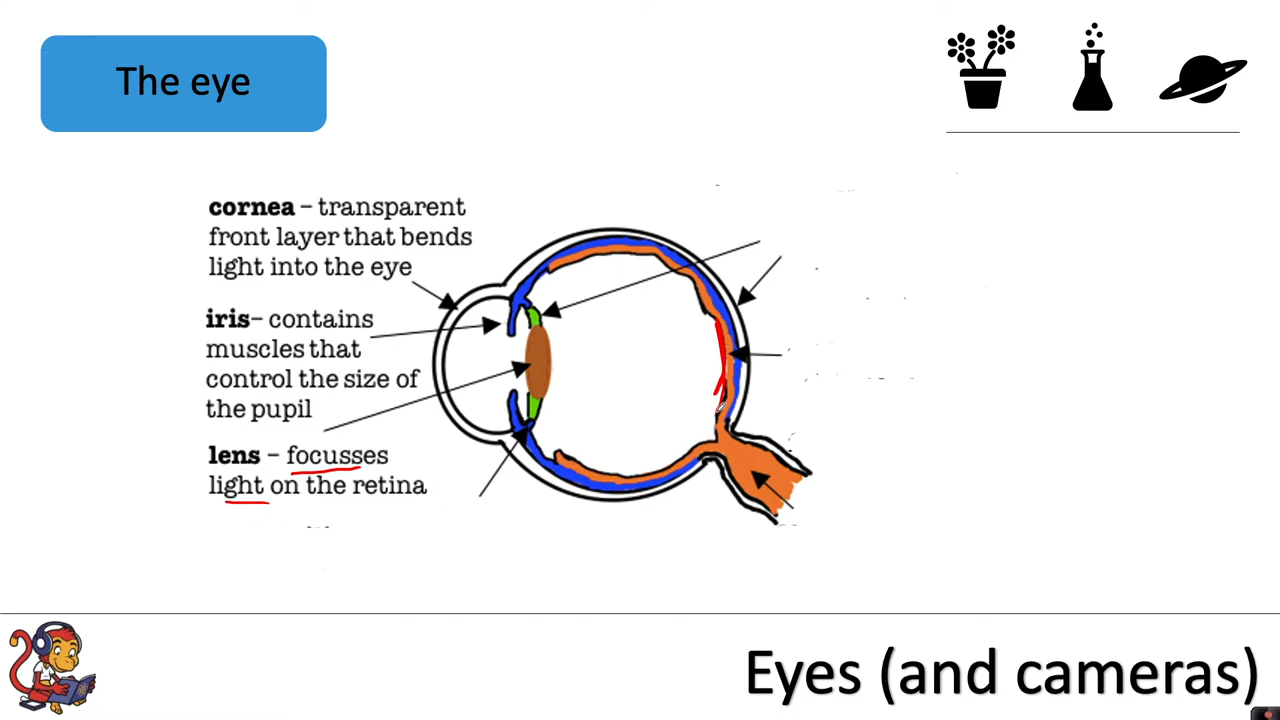 The eye
cornea – transparent
front layer that bends
light into the eye
iris– contains
muscles that
control the size of
the pupil
lens – focusses
light on the retina
Eyes (and cameras)